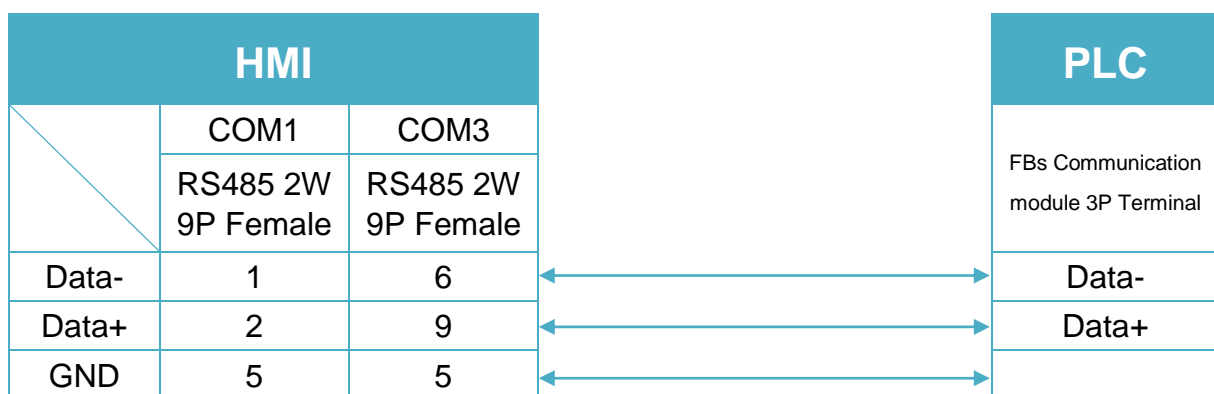 HMI PLC
COM1 COM3
FBs Communication
module 3P Terminal
RS485 2W RS485 2W
9P Female 9P Female
Data- 1 6 Data-
Data+ 2 9 Data+
GND 5 5